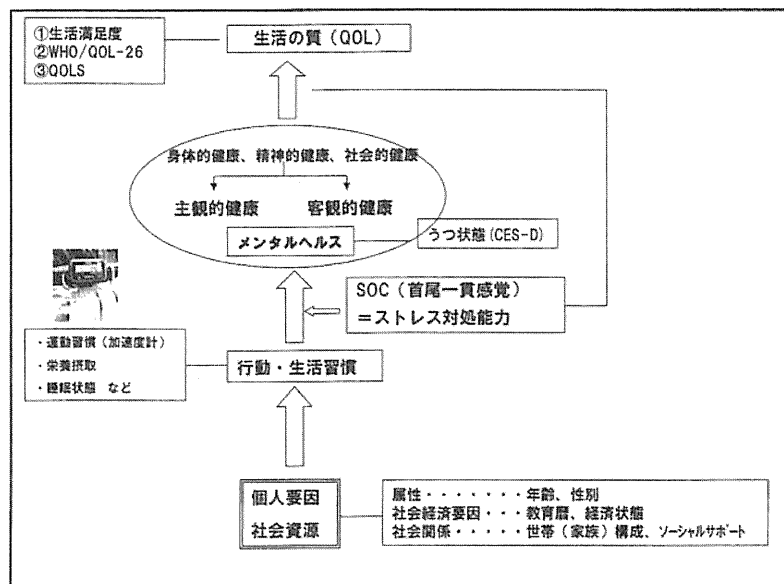 ①生活満足度
②WHO/QOL-26
③QOLS
生活の質（QOL）
身体的健康、精神的健康、社会的健康
主観的健康　客観的健康
メンタルヘルス
うつ状態(CES-D)
SOC（首尾一貫感覚）
＝ストレス対処能力
・運動習慣（加速度計）
・栄養摂取
・睡眠状態　など
行動・生活習慣
個人要因
社会資源
属性・・・・・・・年齢、性別
社会経済要因・・・教育暦、経済状態
社会関係・・・・・世帯（家族）構成、ソーシャルサポート